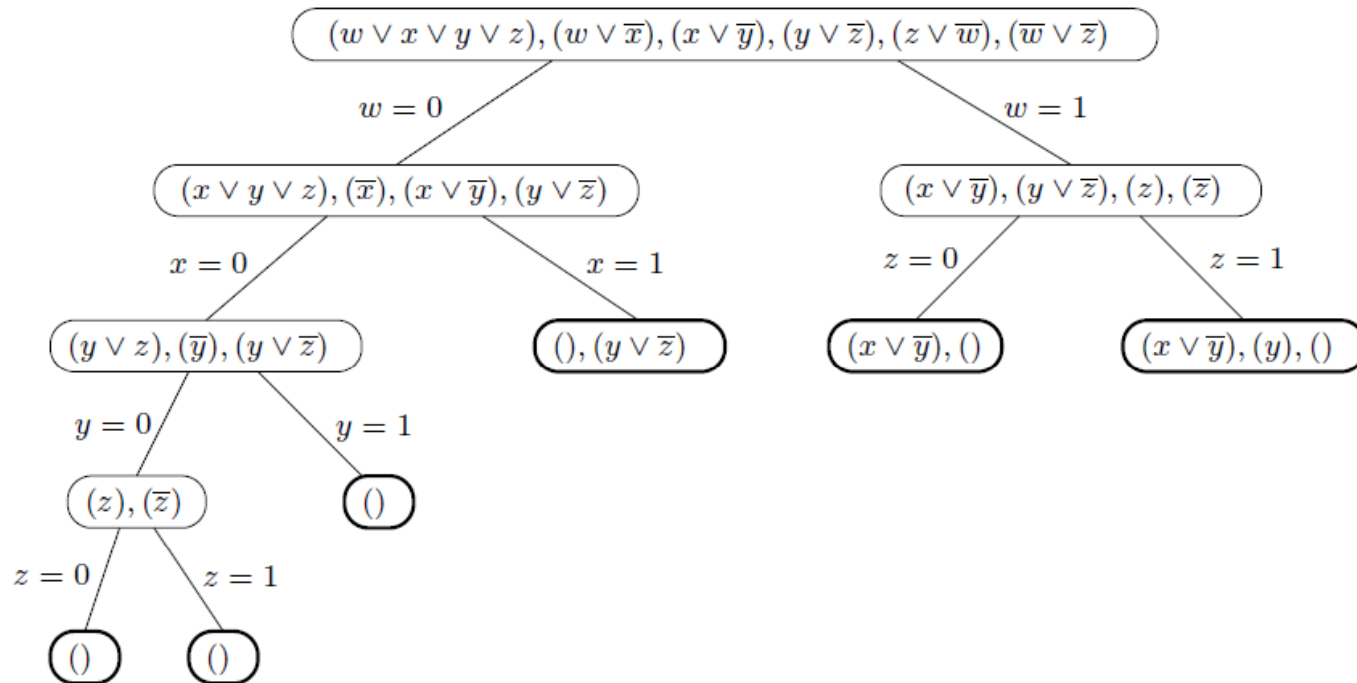 (w ∨ x ∨ y ∨ z), (w ∨ x̅), (x ∨ y̅), (y ∨ z̅), (z ∨ w̅), (w̅ ∨ z̅)
w = 0 w = 1
(x ∨ y ∨ z), (x̅), (x ∨ y̅), (y ∨ z̅) (x ∨ y̅), (y ∨ z̅), (z), (z̅)
x = 0 x = 1 z = 0 z = 1
(y ∨ z), (y̅), (y ∨ z̅) (), (y ∨ z̅) (x ∨ y̅), () (x ∨ y̅), (y), ()
y = 0 y = 1
(z), (z̅) ()
z = 0 z = 1
() ()